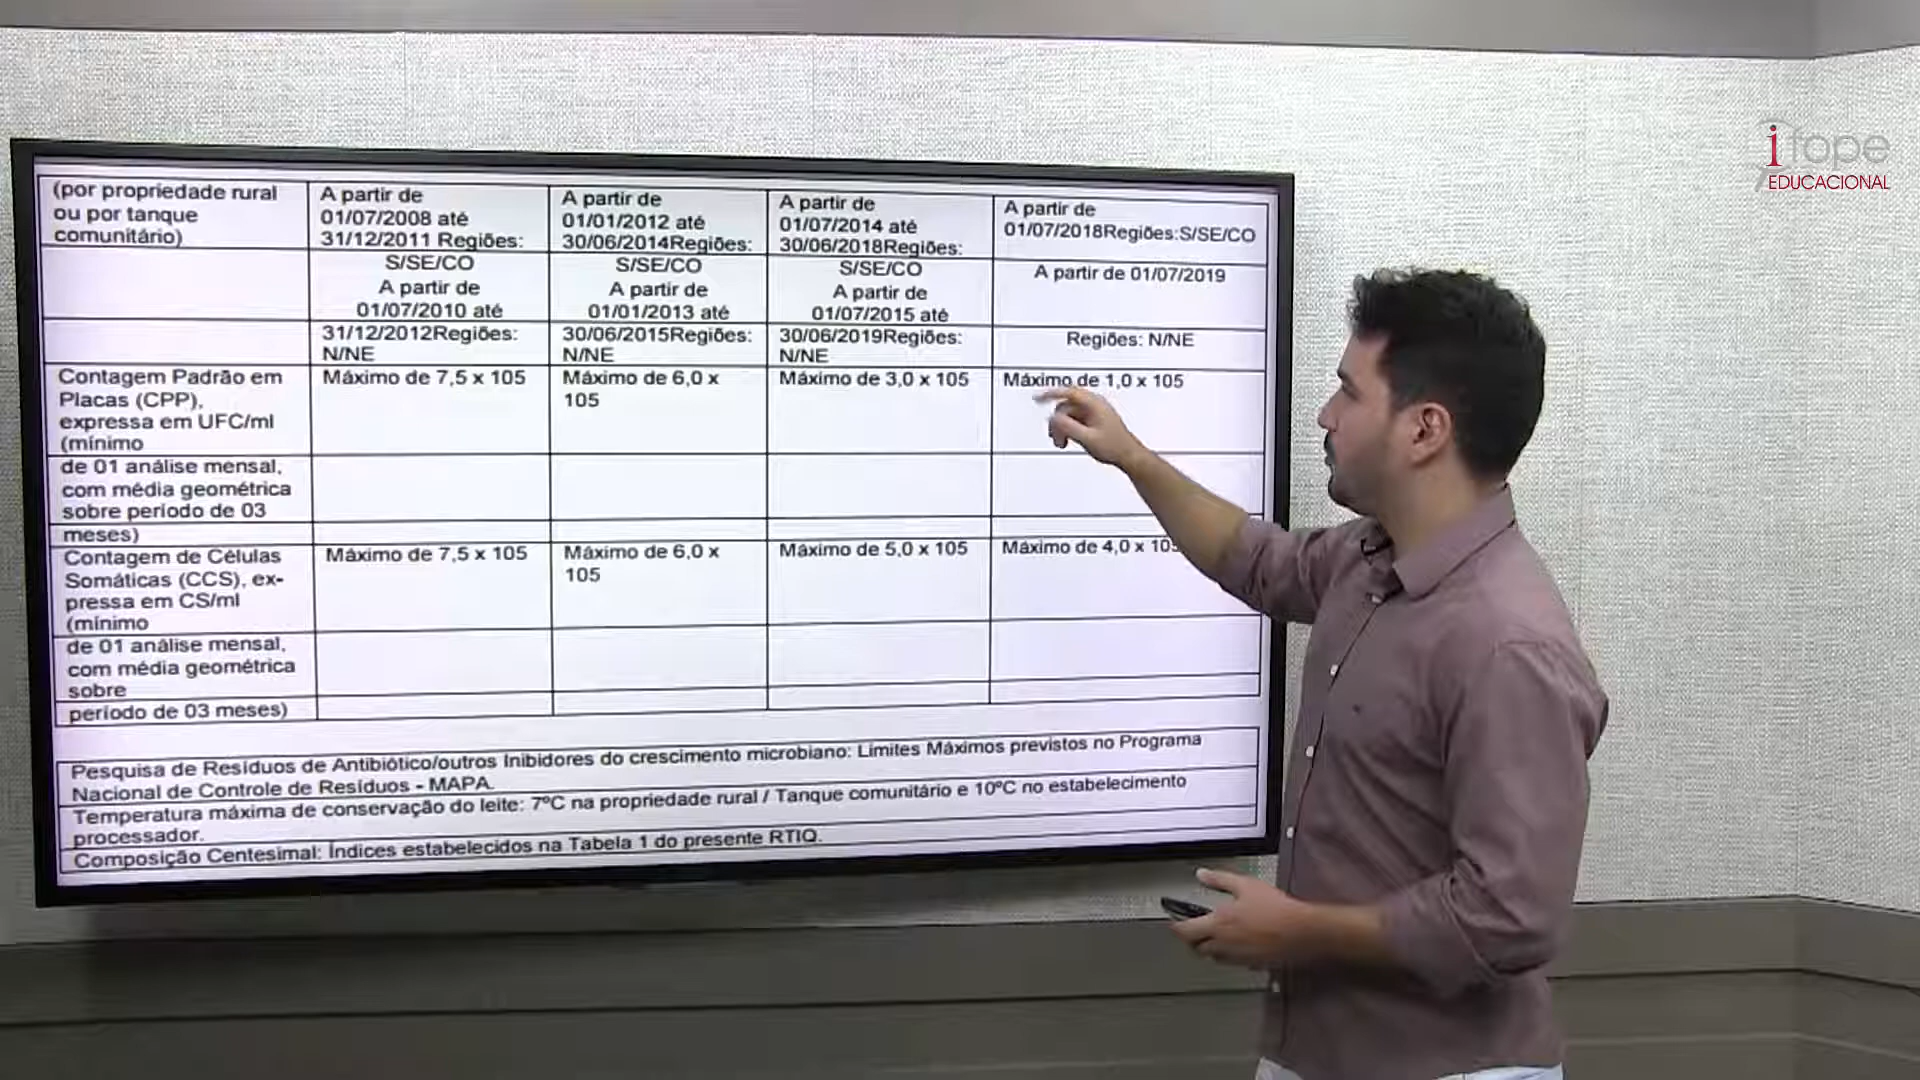 (por propriedade rural
ou por tanque
comunitário)
A partir de
01/07/2008 até
31/12/2011 Regiões:
A partir de
01/01/2012 até
30/06/2014Regiões:
A partir de
01/07/2014 até
30/06/2018Regiões:
A partir de
01/07/2018Regiões:S/SE/CO
S/SE/CO
A partir de
01/07/2010 até
S/SE/CO
A partir de
01/01/2013 até
S/SE/CO
A partir de
01/07/2015 até
A partir de 01/07/2019
31/12/2012Regiões:
N/NE
30/06/2015Regiões:
N/NE
30/06/2019Regiões:
N/NE
Regiões: N/NE
Contagem Padrão em
Placas (CPP),
expressa em UFC/ml
(mínimo
Máximo de 7,5 x 105
Máximo de 6,0 x
105
Máximo de 3,0 x 105
Máximo de 1,0 x 105
de 01 análise mensal,
com média geométrica
sobre período de 03
meses)
Contagem de Células
Somáticas (CCS), ex-
pressa em CS/ml
(mínimo
Máximo de 7,5 x 105
Máximo de 6,0 x
105
Máximo de 5,0 x 105
Máximo de 4,0 x 105
de 01 análise mensal,
com média geométrica
sobre
período de 03 meses)
Pesquisa de Resíduos de Antibiótico/outros Inibidores do crescimento microbiano: Limites Máximos previstos no Programa
Nacional de Controle de Resíduos - MAPA.
Temperatura máxima de conservação do leite: 7ºC na propriedade rural / Tanque comunitário e 10ºC no estabelecimento
processador.
Composição Centesimal: Índices estabelecidos na Tabela 1 do presente RTIQ.
ifope
EDUCACIONAL